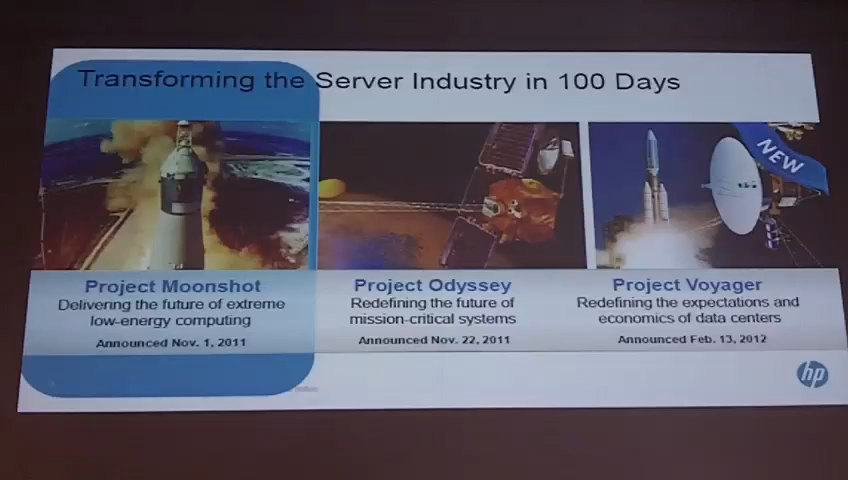 Transforming the Server Industry in 100 Days
NEW
Project Moonshot
Delivering the future of extreme
low-energy computing
Announced Nov. 1, 2011
Project Odyssey
Redefining the future of
mission-critical systems
Announced Nov. 22, 2011
Project Voyager
Redefining the expectations and
economics of data centers
Announced Feb. 13, 2012
hp